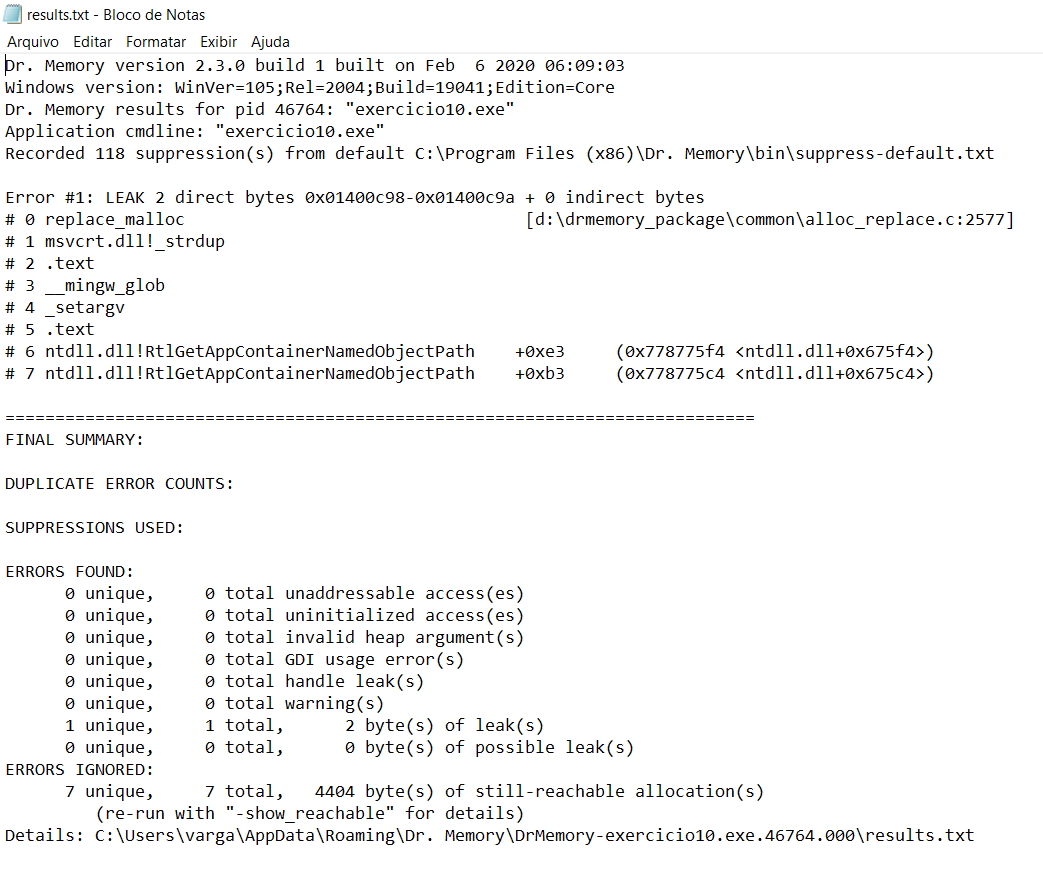 results.txt - Bloco de Notas
Arquivo Editar Formatar Exibir Ajuda
Dr. Memory version 2.3.0 build 1 built on Feb  6 2020 06:09:03
Windows version: WinVer=105;Rel=2004;Build=19041;Edition=Core
Dr. Memory results for pid 46764: "exercicio10.exe"
Application cmdline: "exercicio10.exe"
Recorded 118 suppression(s) from default C:\Program Files (x86)\Dr. Memory\bin\suppress-default.txt

Error #1: LEAK 2 direct bytes 0x01400c98-0x01400c9a + 0 indirect bytes
# 0 replace_malloc                                  [d:\drmemory_package\common\alloc_replace.c:2577]
# 1 msvcrt.dll!_strdup
# 2 .text
# 3 __mingw_glob
# 4 _setargv
# 5 .text
# 6 ntdll.dll!RtlGetAppContainerNamedObjectPath    +0xe3     (0x778775f4 <ntdll.dll+0x675f4>)
# 7 ntdll.dll!RtlGetAppContainerNamedObjectPath    +0xb3     (0x778775c4 <ntdll.dll+0x675c4>)

===========================================================================
FINAL SUMMARY:

DUPLICATE ERROR COUNTS:

SUPPRESSIONS USED:

ERRORS FOUND:
      0 unique,     0 total unaddressable access(es)
      0 unique,     0 total uninitialized access(es)
      0 unique,     0 total invalid heap argument(s)
      0 unique,     0 total GDI usage error(s)
      0 unique,     0 total handle leak(s)
      0 unique,     0 total warning(s)
      1 unique,     1 total,      2 byte(s) of leak(s)
      0 unique,     0 total,      0 byte(s) of possible leak(s)
ERRORS IGNORED:
      7 unique,     7 total,   4404 byte(s) of still-reachable allocation(s)
         (re-run with "-show_reachable" for details)
Details: C:\Users\varga\AppData\Roaming\Dr. Memory\DrMemory-exercicio10.exe.46764.000\results.txt